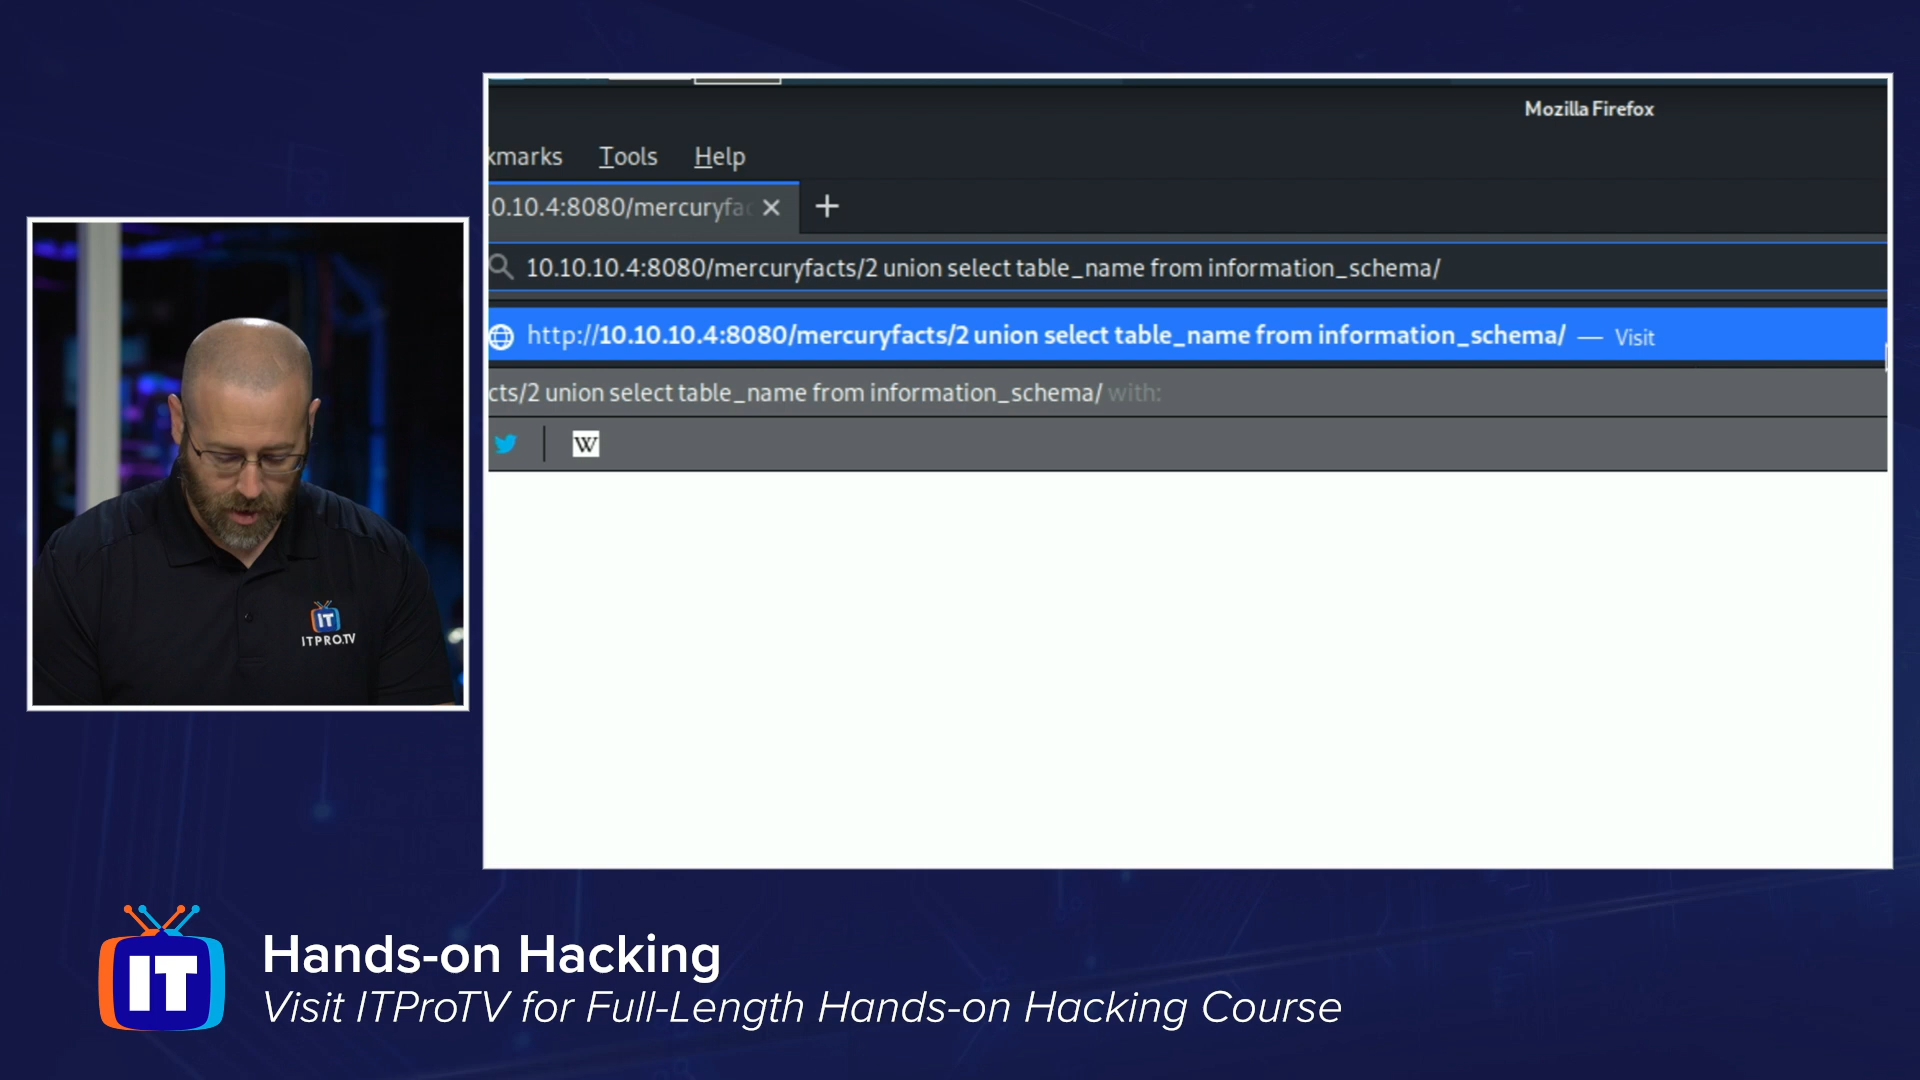 Mozilla Firefox
kmarks Tools Help
0.10.4:8080/mercuryfac
10.10.10.4:8080/mercuryfacts/2 union select table_name from information_schema/
http://10.10.10.4:8080/mercuryfacts/2 union select table_name from information_schema/ — Visit
cts/2 union select table_name from information_schema/ with:
W
IT
ITPRO.TV
IT
Hands-on Hacking
Visit ITProTV for Full-Length Hands-on Hacking Course